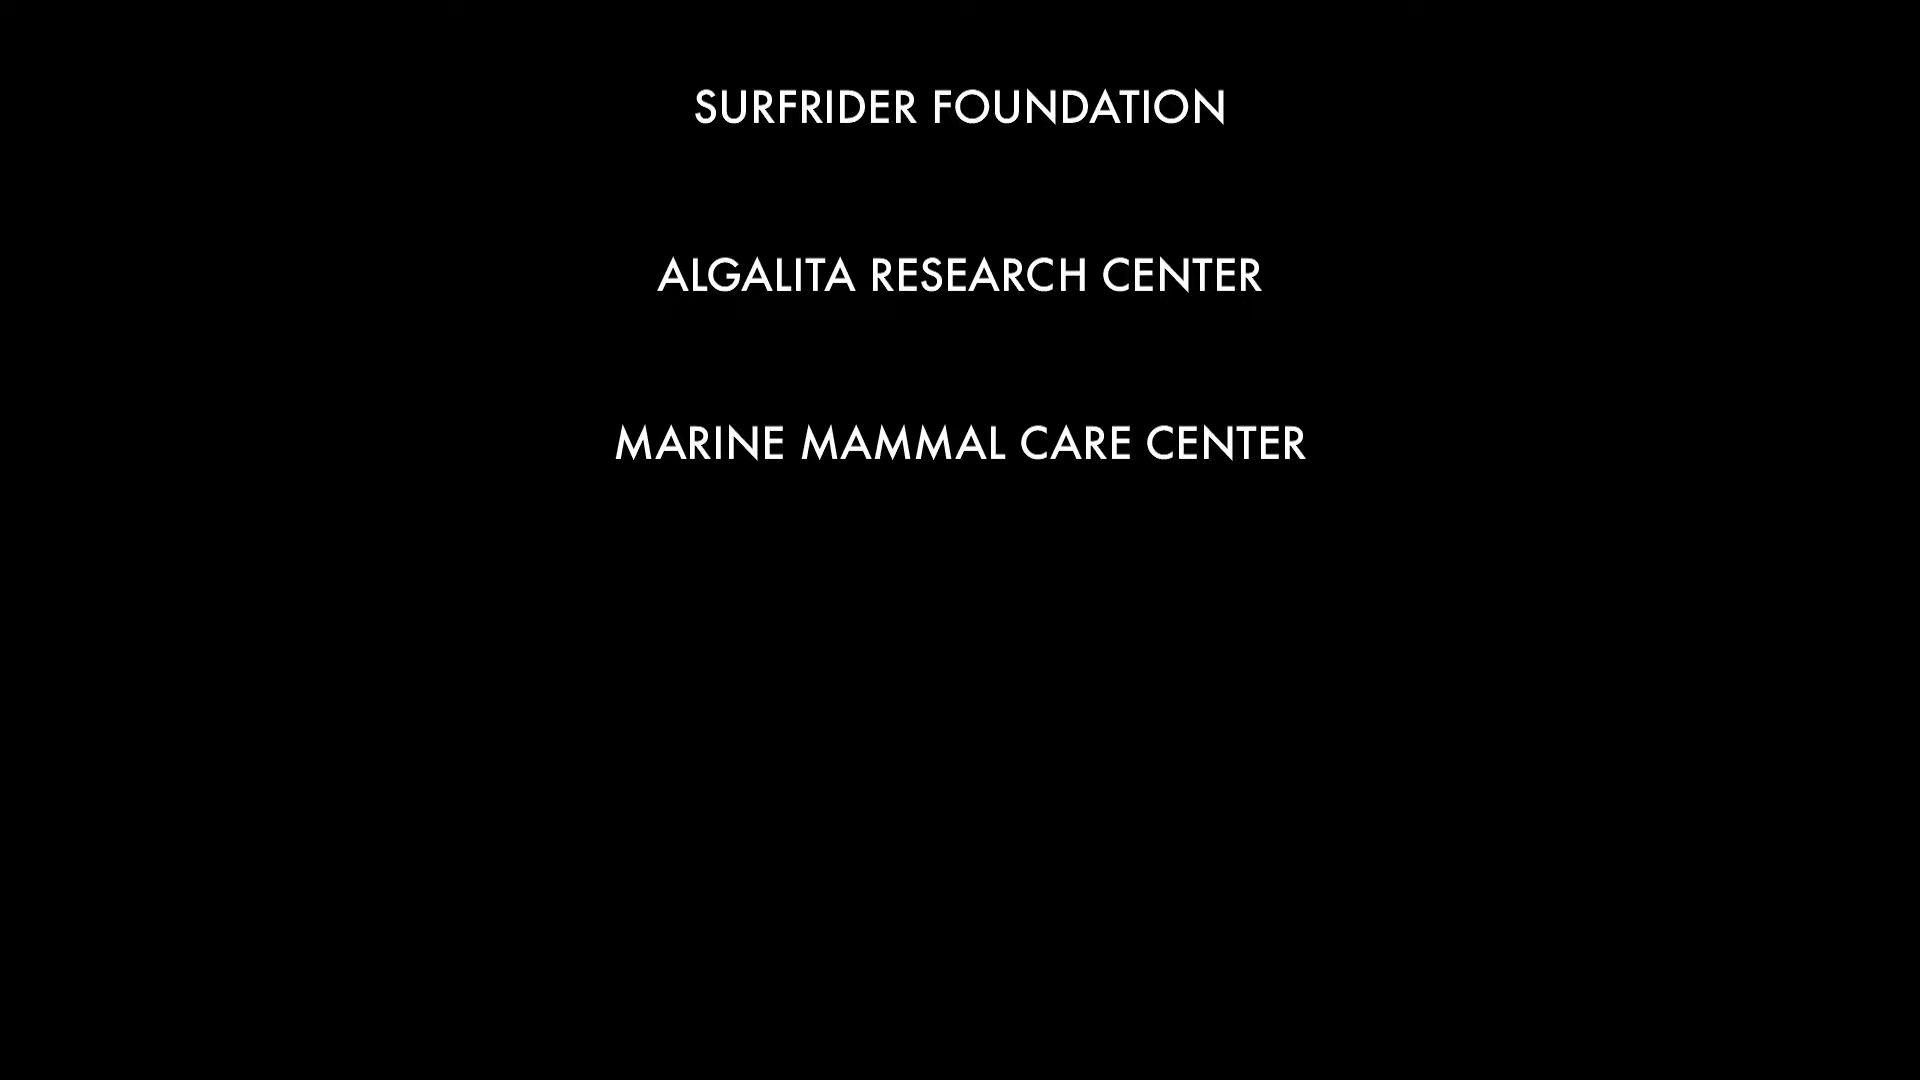 SURFRIDER FOUNDATION
ALGALITA RESEARCH CENTER
MARINE MAMMAL CARE CENTER